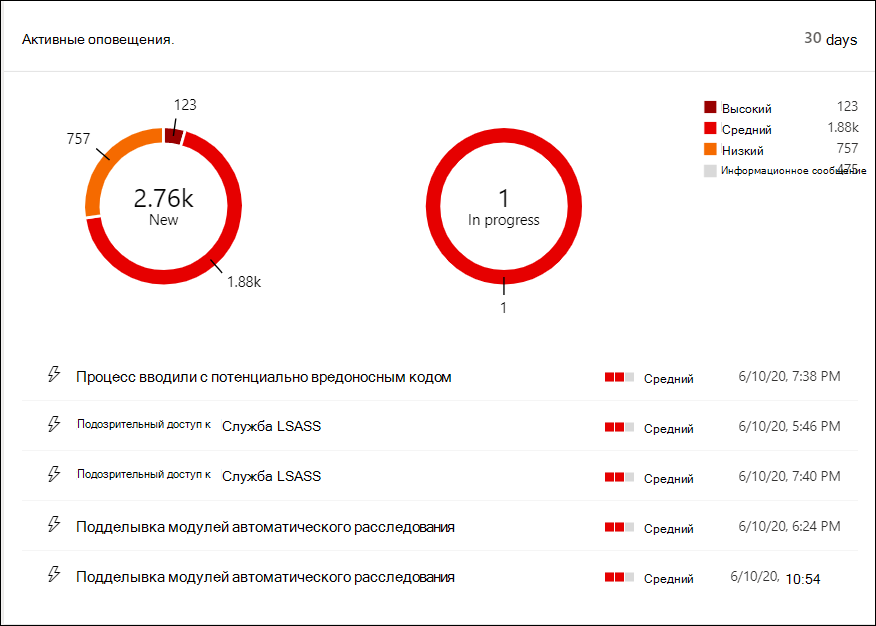 Активные оповещения.
30 days
123
757
2.76k
New
1.88k
1
In progress
1
Высокий 123
Средний 1.88k
Низкий 757
Информационное сообщение 475
Процесс вводили с потенциально вредоносным кодом Средний 6/10/20, 7:38 PM
Подозрительный доступ к Служба LSASS Средний 6/10/20, 5:46 PM
Подозрительный доступ к Служба LSASS Средний 6/10/20, 7:40 PM
Подделывка модулей автоматического расследования Средний 6/10/20, 6:24 PM
Подделывка модулей автоматического расследования Средний 6/10/20, 10:54